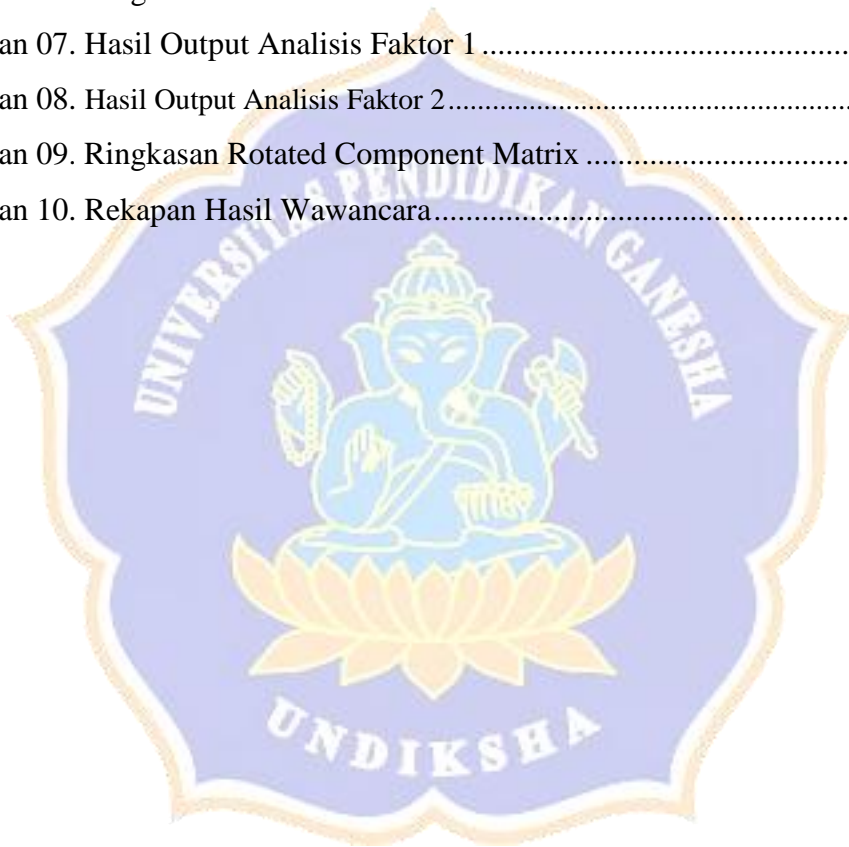 an 07. Hasil Output Analisis Faktor 1
an 08. Hasil Output Analisis Faktor 2
an 09. Ringkasan Rotated Component Matrix
an 10. Rekapan Hasil Wawancara
UNIVERSITAS PENDIDIKAN GANESHA
UNDIKSHA